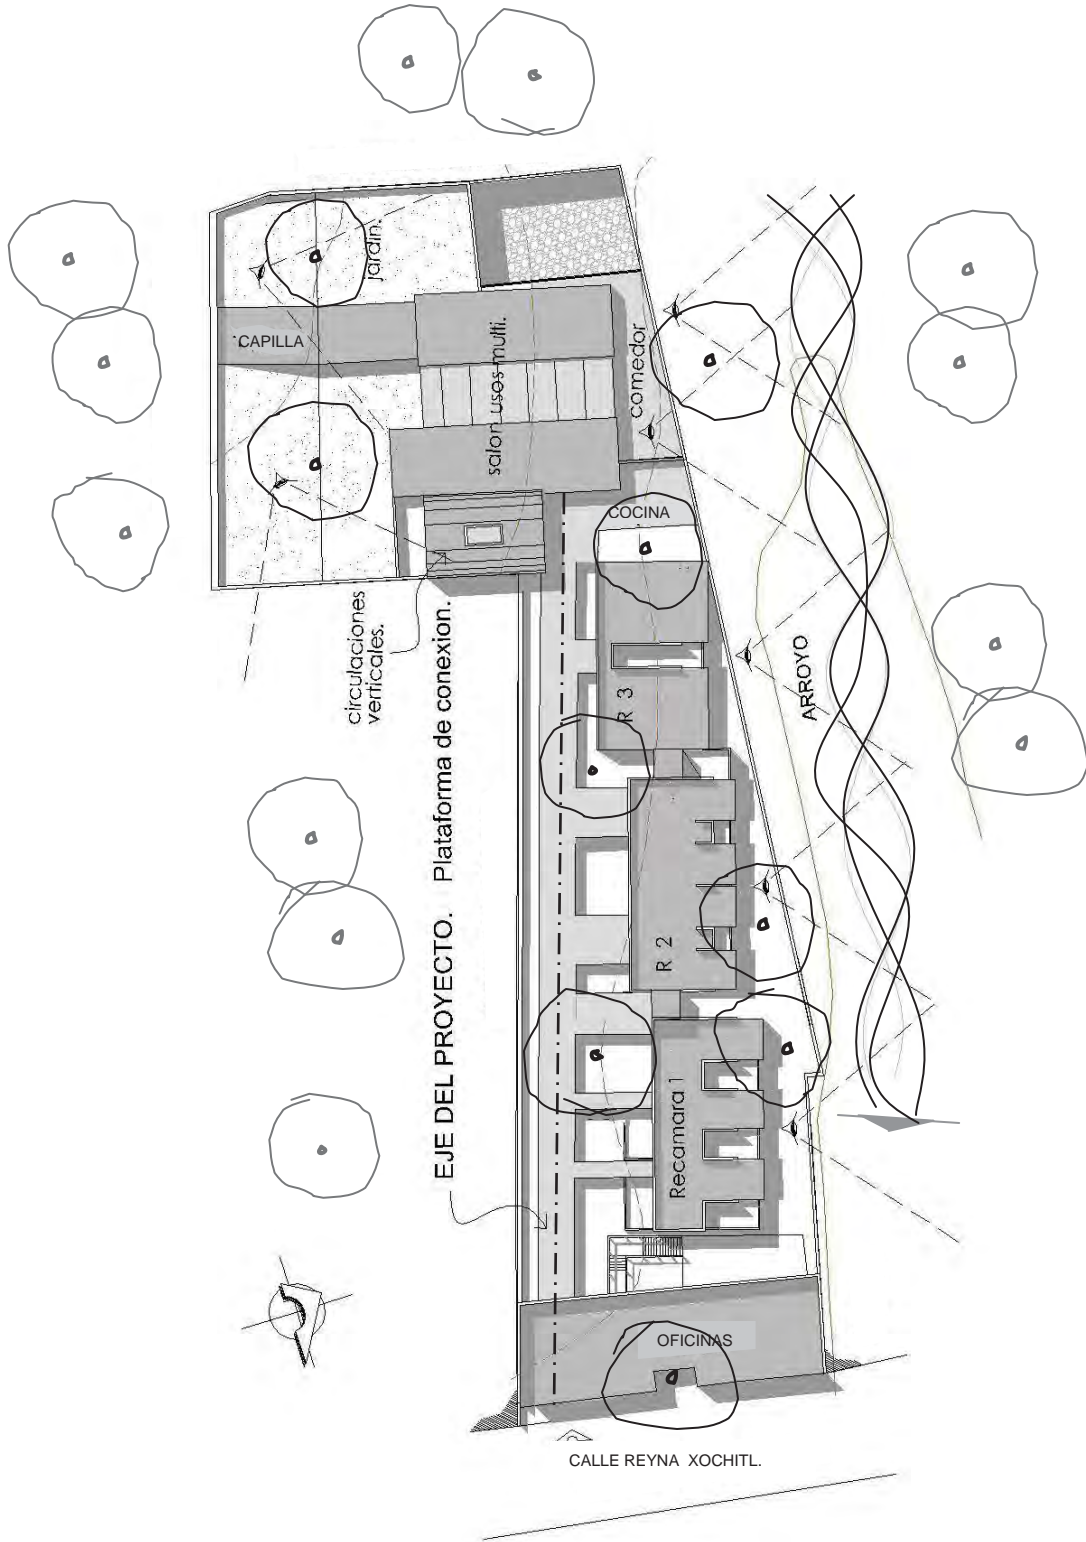 jardin.
CAPILLA
salon usos multi.
comedor
COCINA
circulaciones
verticales.
EJE DEL PROYECTO. Plataforma de conexion.
R 3
ARROYO
R 2
Recamara 1
OFICINAS
CALLE REYNA XOCHITL.